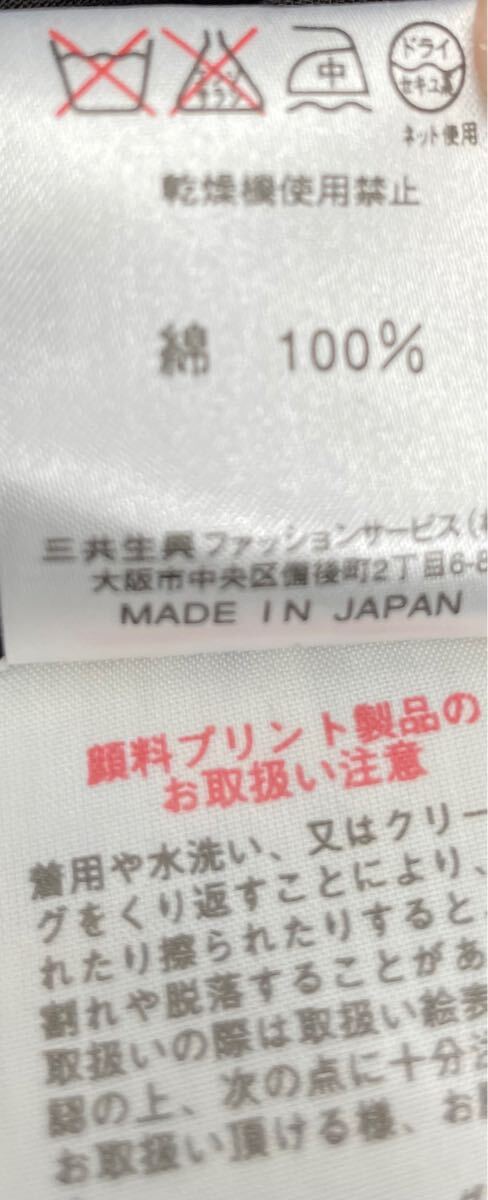 中 ドライ
セキユ系
ネット使用
乾燥機使用禁止
綿 100%
三共生興ファッションサービス(
大阪市中央区備後町2丁目6-8
MADE IN JAPAN
顔料プリント製品の
お取扱い注意
着用や水洗い、又はクリー
グをくり返すことにより、
れたり擦られたりすると、
割れや脱落することがあ
取扱いの際は取扱い絵表
認の上、次の点に十分注
お取扱い頂ける様、お